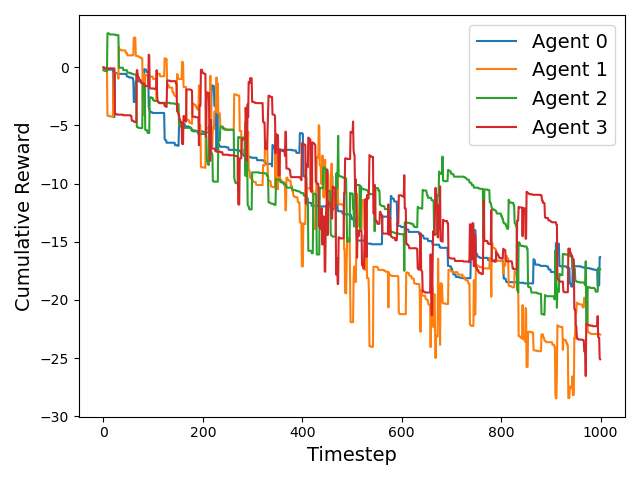 Agent 0
Agent 1
Agent 2
Agent 3
Cumulative Reward
0
−5
−10
−15
−20
−25
−30
0 200 400 600 800 1000
Timestep